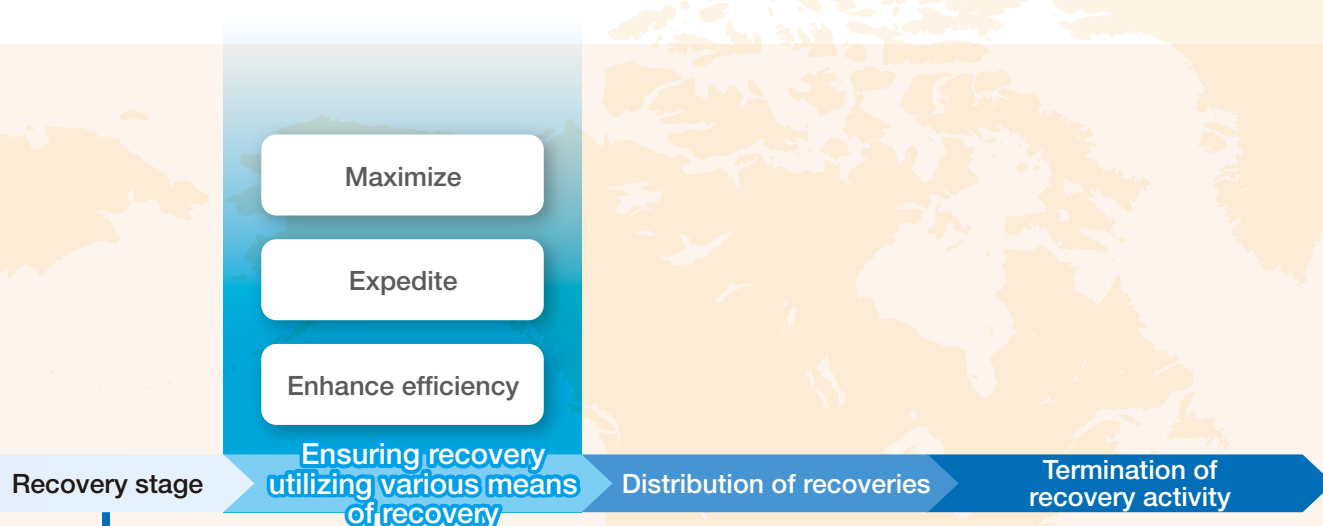 Maximize
Expedite
Enhance efficiency
Recovery stage
Ensuring recovery
utilizing various means
of recovery
Distribution of recoveries
Termination of
recovery activity